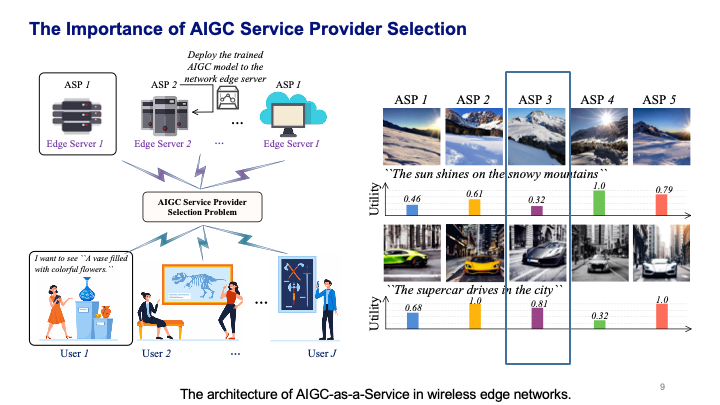 The Importance of AIGC Service Provider Selection
Deploy the trained
AIGC model to the
network edge server
ASP 1
ASP 2
...
ASP I
Edge Server 1
Edge Server 2
...
Edge Server I
AIGC Service Provider
Selection Problem
I want to see ``A vase filled
with colorful flowers.``
...
User 1
User 2
...
User J
ASP 1
ASP 2
ASP 3
ASP 4
ASP 5
``The sun shines on the snowy mountains``
Utility
0.46
0.61
0.32
1.0
0.79
``The supercar drives in the city``
Utility
0.68
1.0
0.81
0.32
1.0
The architecture of AIGC-as-a-Service in wireless edge networks.
9